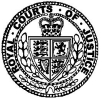 ROYAL · COURTS · OF · JUSTICE